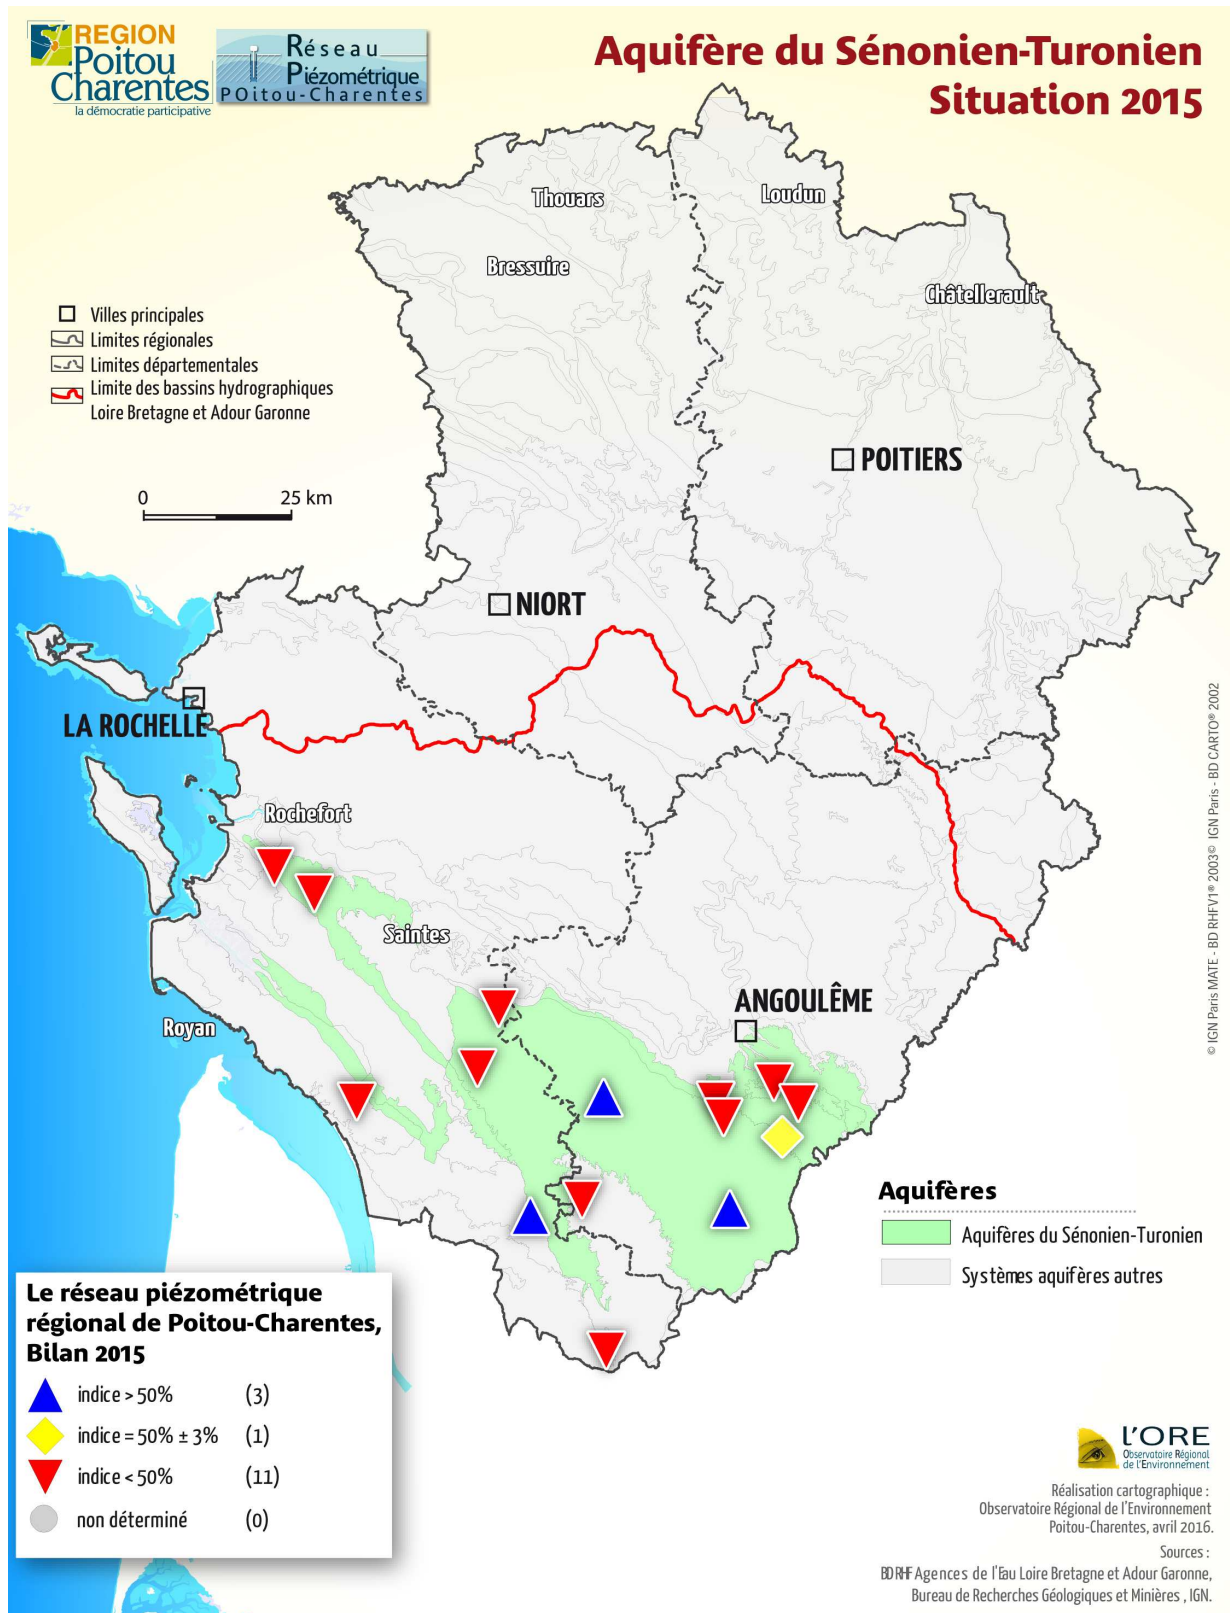 REGION
Poitou
Charentes
la démocratie participative
Réseau
Piézométrique
POitou-Charentes
Aquifère du Sénonien-Turonien
Situation 2015
Thouars
Loudun
Bressuire
Châtellerault
Villes principales
Limites régionales
Limites départementales
Limite des bassins hydrographiques
Loire Bretagne et Adour Garonne
POITIERS
0 25 km
NIORT
LA ROCHELLE
Rochefort
Saintes
ANGOULÊME
Royan
© IGN Paris MATE - BD RHFV1® 2003© IGN Paris - BD CARTO® 2002
Aquifères
Aquifères du Sénonien-Turonien
Systèmes aquifères autres
Le réseau piézométrique
régional de Poitou-Charentes,
Bilan 2015
indice > 50% (3)
indice = 50% ± 3% (1)
indice < 50% (11)
non déterminé (0)
L'ORE
Observatoire Régional
de l'Environnement
Réalisation cartographique :
Observatoire Régional de l'Environnement
Poitou-Charentes, avril 2016.
Sources :
BD RHF Agences de l'Eau Loire Bretagne et Adour Garonne,
Bureau de Recherches Géologiques et Minières , IGN.